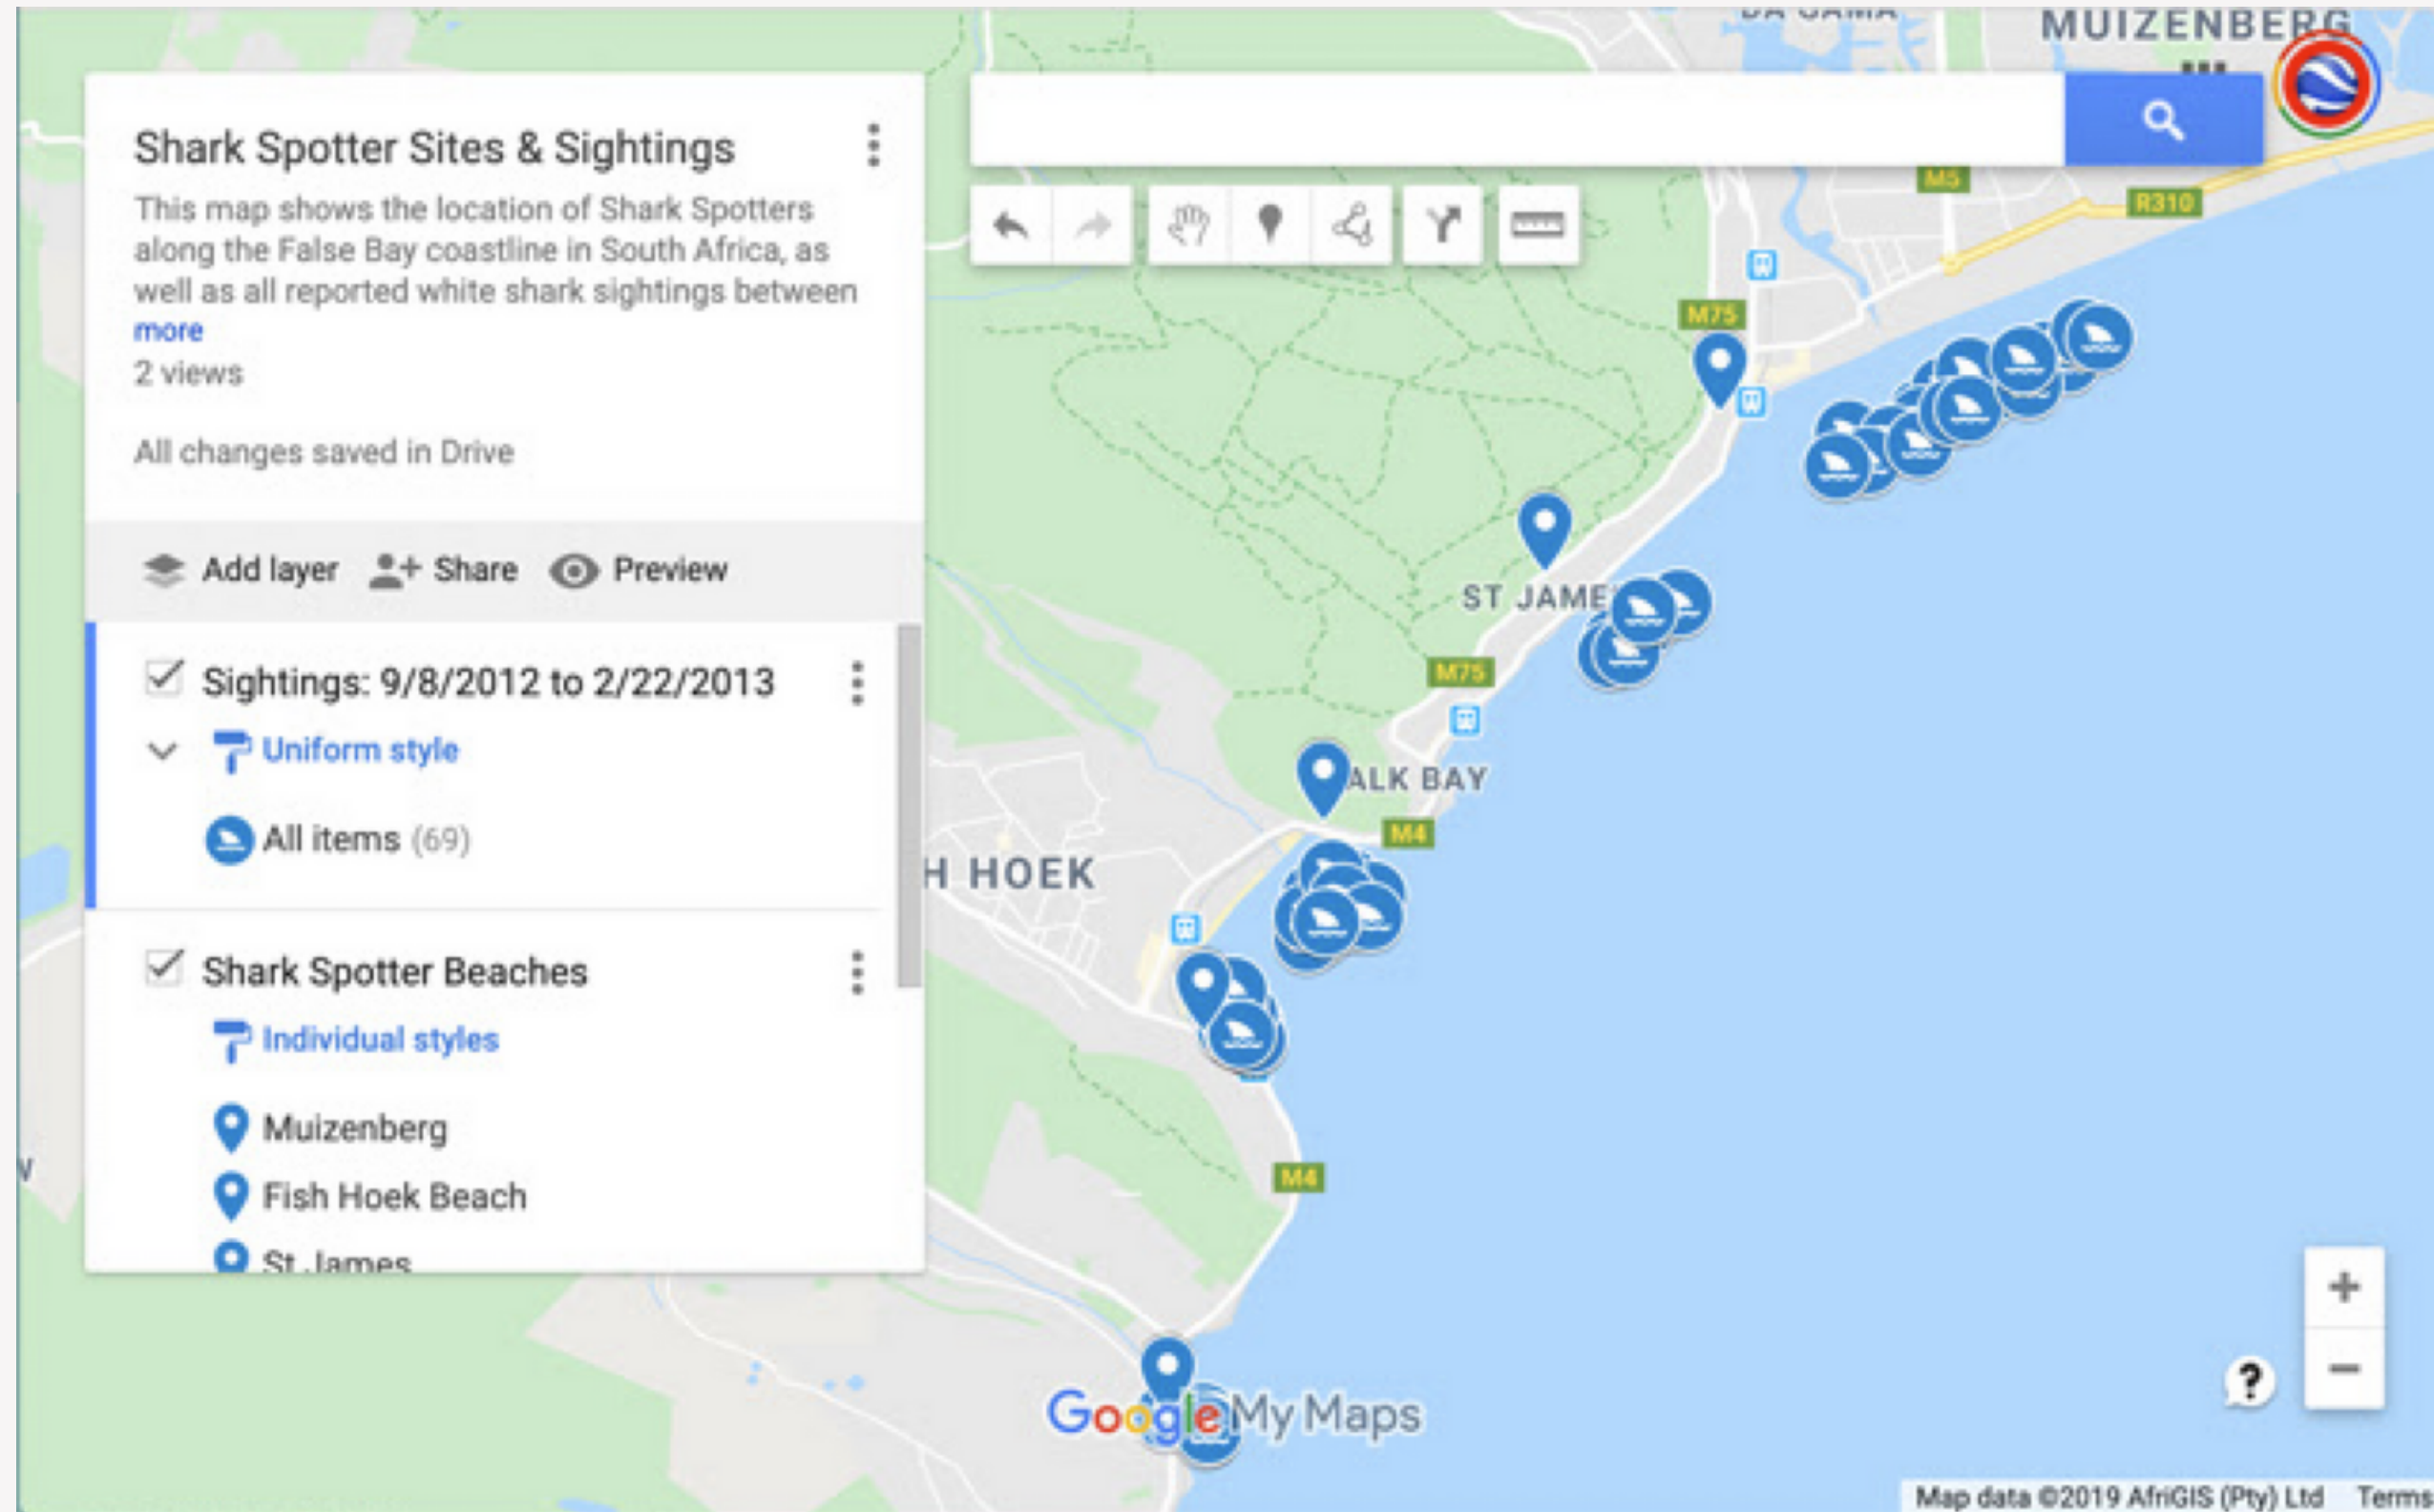 Shark Spotter Sites & Sightings
This map shows the location of Shark Spotters
along the False Bay coastline in South Africa, as
well as all reported white shark sightings between
more
2 views
All changes saved in Drive
Add layer Share Preview
Sightings: 9/8/2012 to 2/22/2013
Uniform style
All items (69)
Shark Spotter Beaches
Individual styles
Muizenberg
Fish Hoek Beach
St James
DA GAMA
MUIZENBERG
M5
R310
M75
ST JAME
M75
ALK BAY
M4
H HOEK
M4
Google My Maps
?
Map data ©2019 AfriGIS (Pty) Ltd Terms